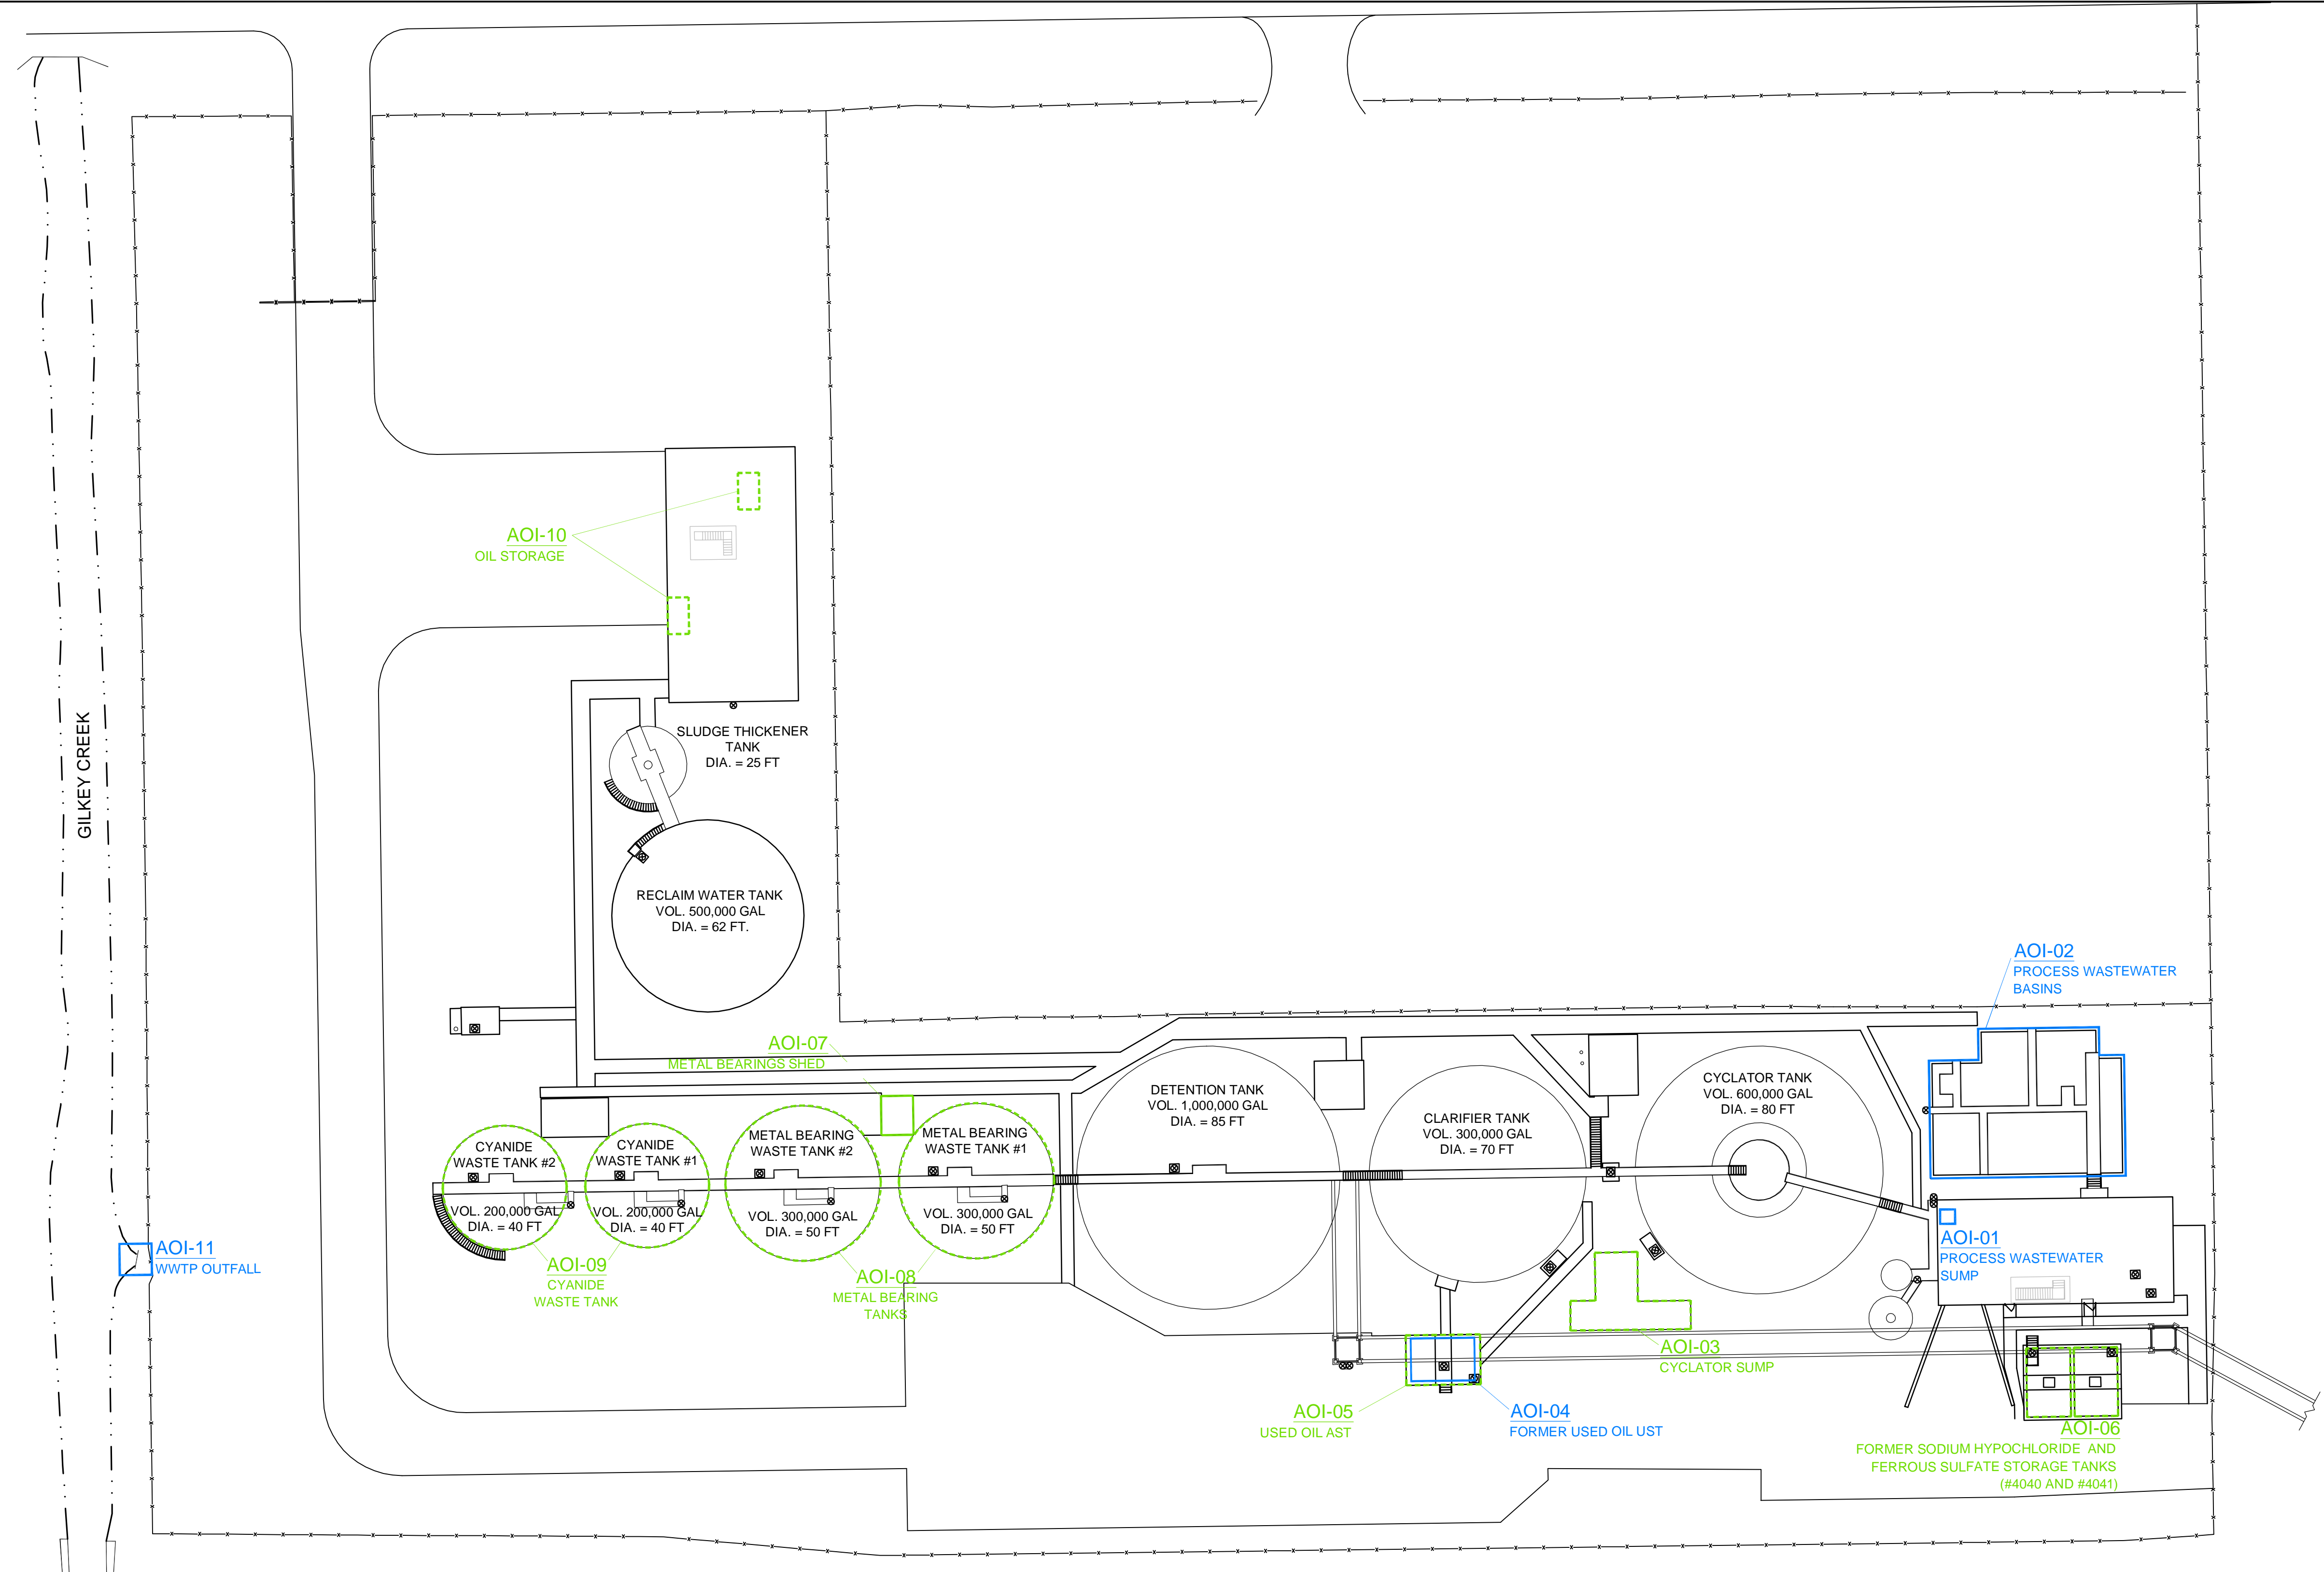 AOI-10
OIL STORAGE
GILKEY CREEK
SLUDGE THICKENER
TANK
DIA. = 25 FT
RECLAIM WATER TANK
VOL. 500,000 GAL
DIA. = 62 FT.
AOI-02
PROCESS WASTEWATER
BASINS
AOI-07
METAL BEARINGS SHED
DETENTION TANK
VOL. 1,000,000 GAL
DIA. = 85 FT
CLARIFIER TANK
VOL. 300,000 GAL
DIA. = 70 FT
CYCLATOR TANK
VOL. 600,000 GAL
DIA. = 80 FT
CYANIDE
WASTE TANK #2
VOL. 200,000 GAL
DIA. = 40 FT
CYANIDE
WASTE TANK #1
VOL. 200,000 GAL
DIA. = 40 FT
METAL BEARING
WASTE TANK #2
VOL. 300,000 GAL
DIA. = 50 FT
METAL BEARING
WASTE TANK #1
VOL. 300,000 GAL
DIA. = 50 FT
AOI-11
WWTP OUTFALL
AOI-09
CYANIDE
WASTE TANK
AOI-08
METAL BEARING
TANKS
AOI-01
PROCESS WASTEWATER
SUMP
AOI-03
CYCLATOR SUMP
AOI-05
USED OIL AST
AOI-04
FORMER USED OIL UST
AOI-06
FORMER SODIUM HYPOCHLORIDE AND
FERROUS SULFATE STORAGE TANKS
(#4040 AND #4041)